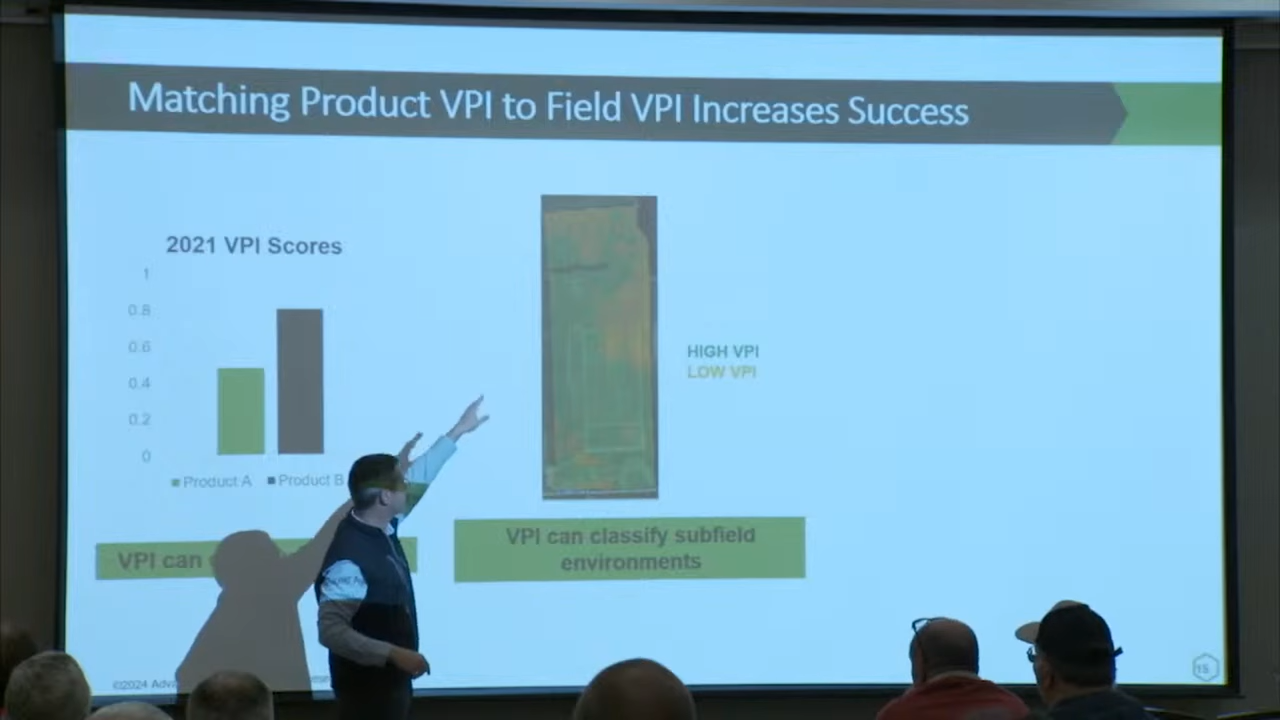 Matching Product VPI to Field VPI Increases Success
2021 VPI Scores
1
0.8
0.6
0.4
0.2
0
Product A
Product B
VPI can
HIGH VPI
LOW VPI
VPI can classify subfield
environments
©2024
15